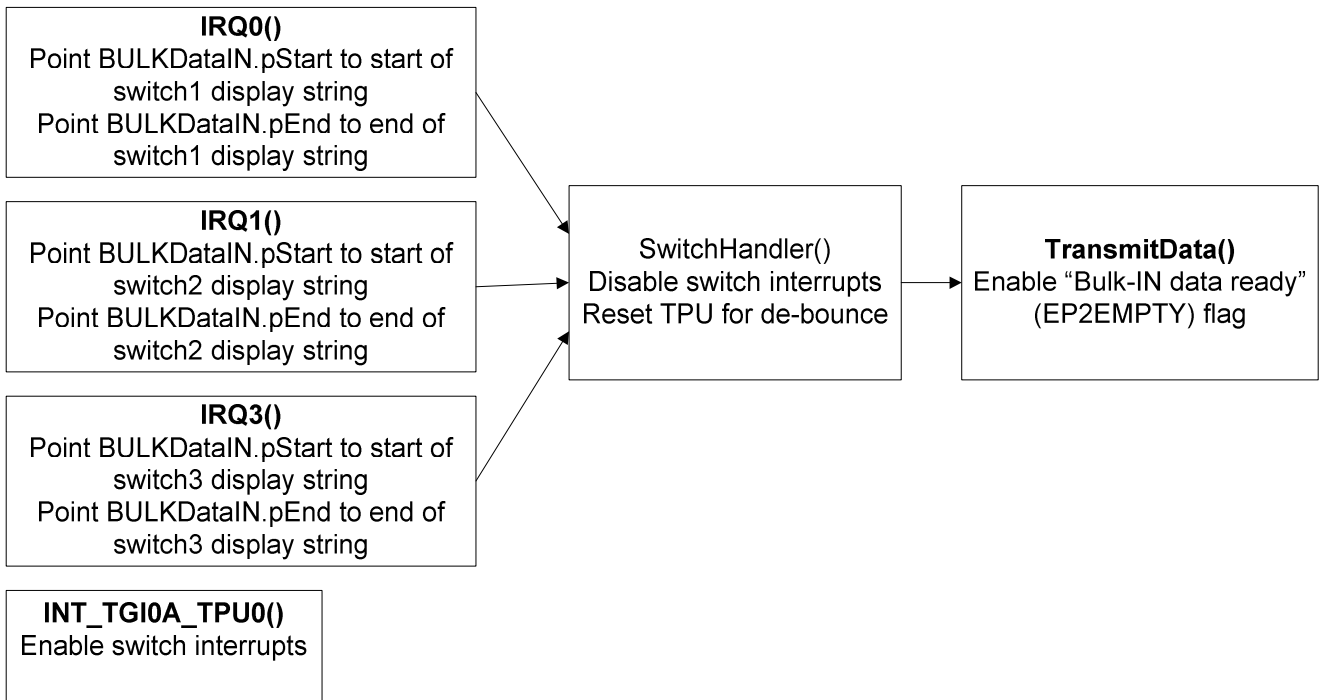 IRQ0()
Point BULKDataIN.pStart to start of
switch1 display string
Point BULKDataIN.pEnd to end of
switch1 display string
IRQ1()
Point BULKDataIN.pStart to start of
switch2 display string
Point BULKDataIN.pEnd to end of
switch2 display string
IRQ3()
Point BULKDataIN.pStart to start of
switch3 display string
Point BULKDataIN.pEnd to end of
switch3 display string
INT_TGI0A_TPU0()
Enable switch interrupts
SwitchHandler()
Disable switch interrupts
Reset TPU for de-bounce
TransmitData()
Enable “Bulk-IN data ready”
(EP2EMPTY) flag